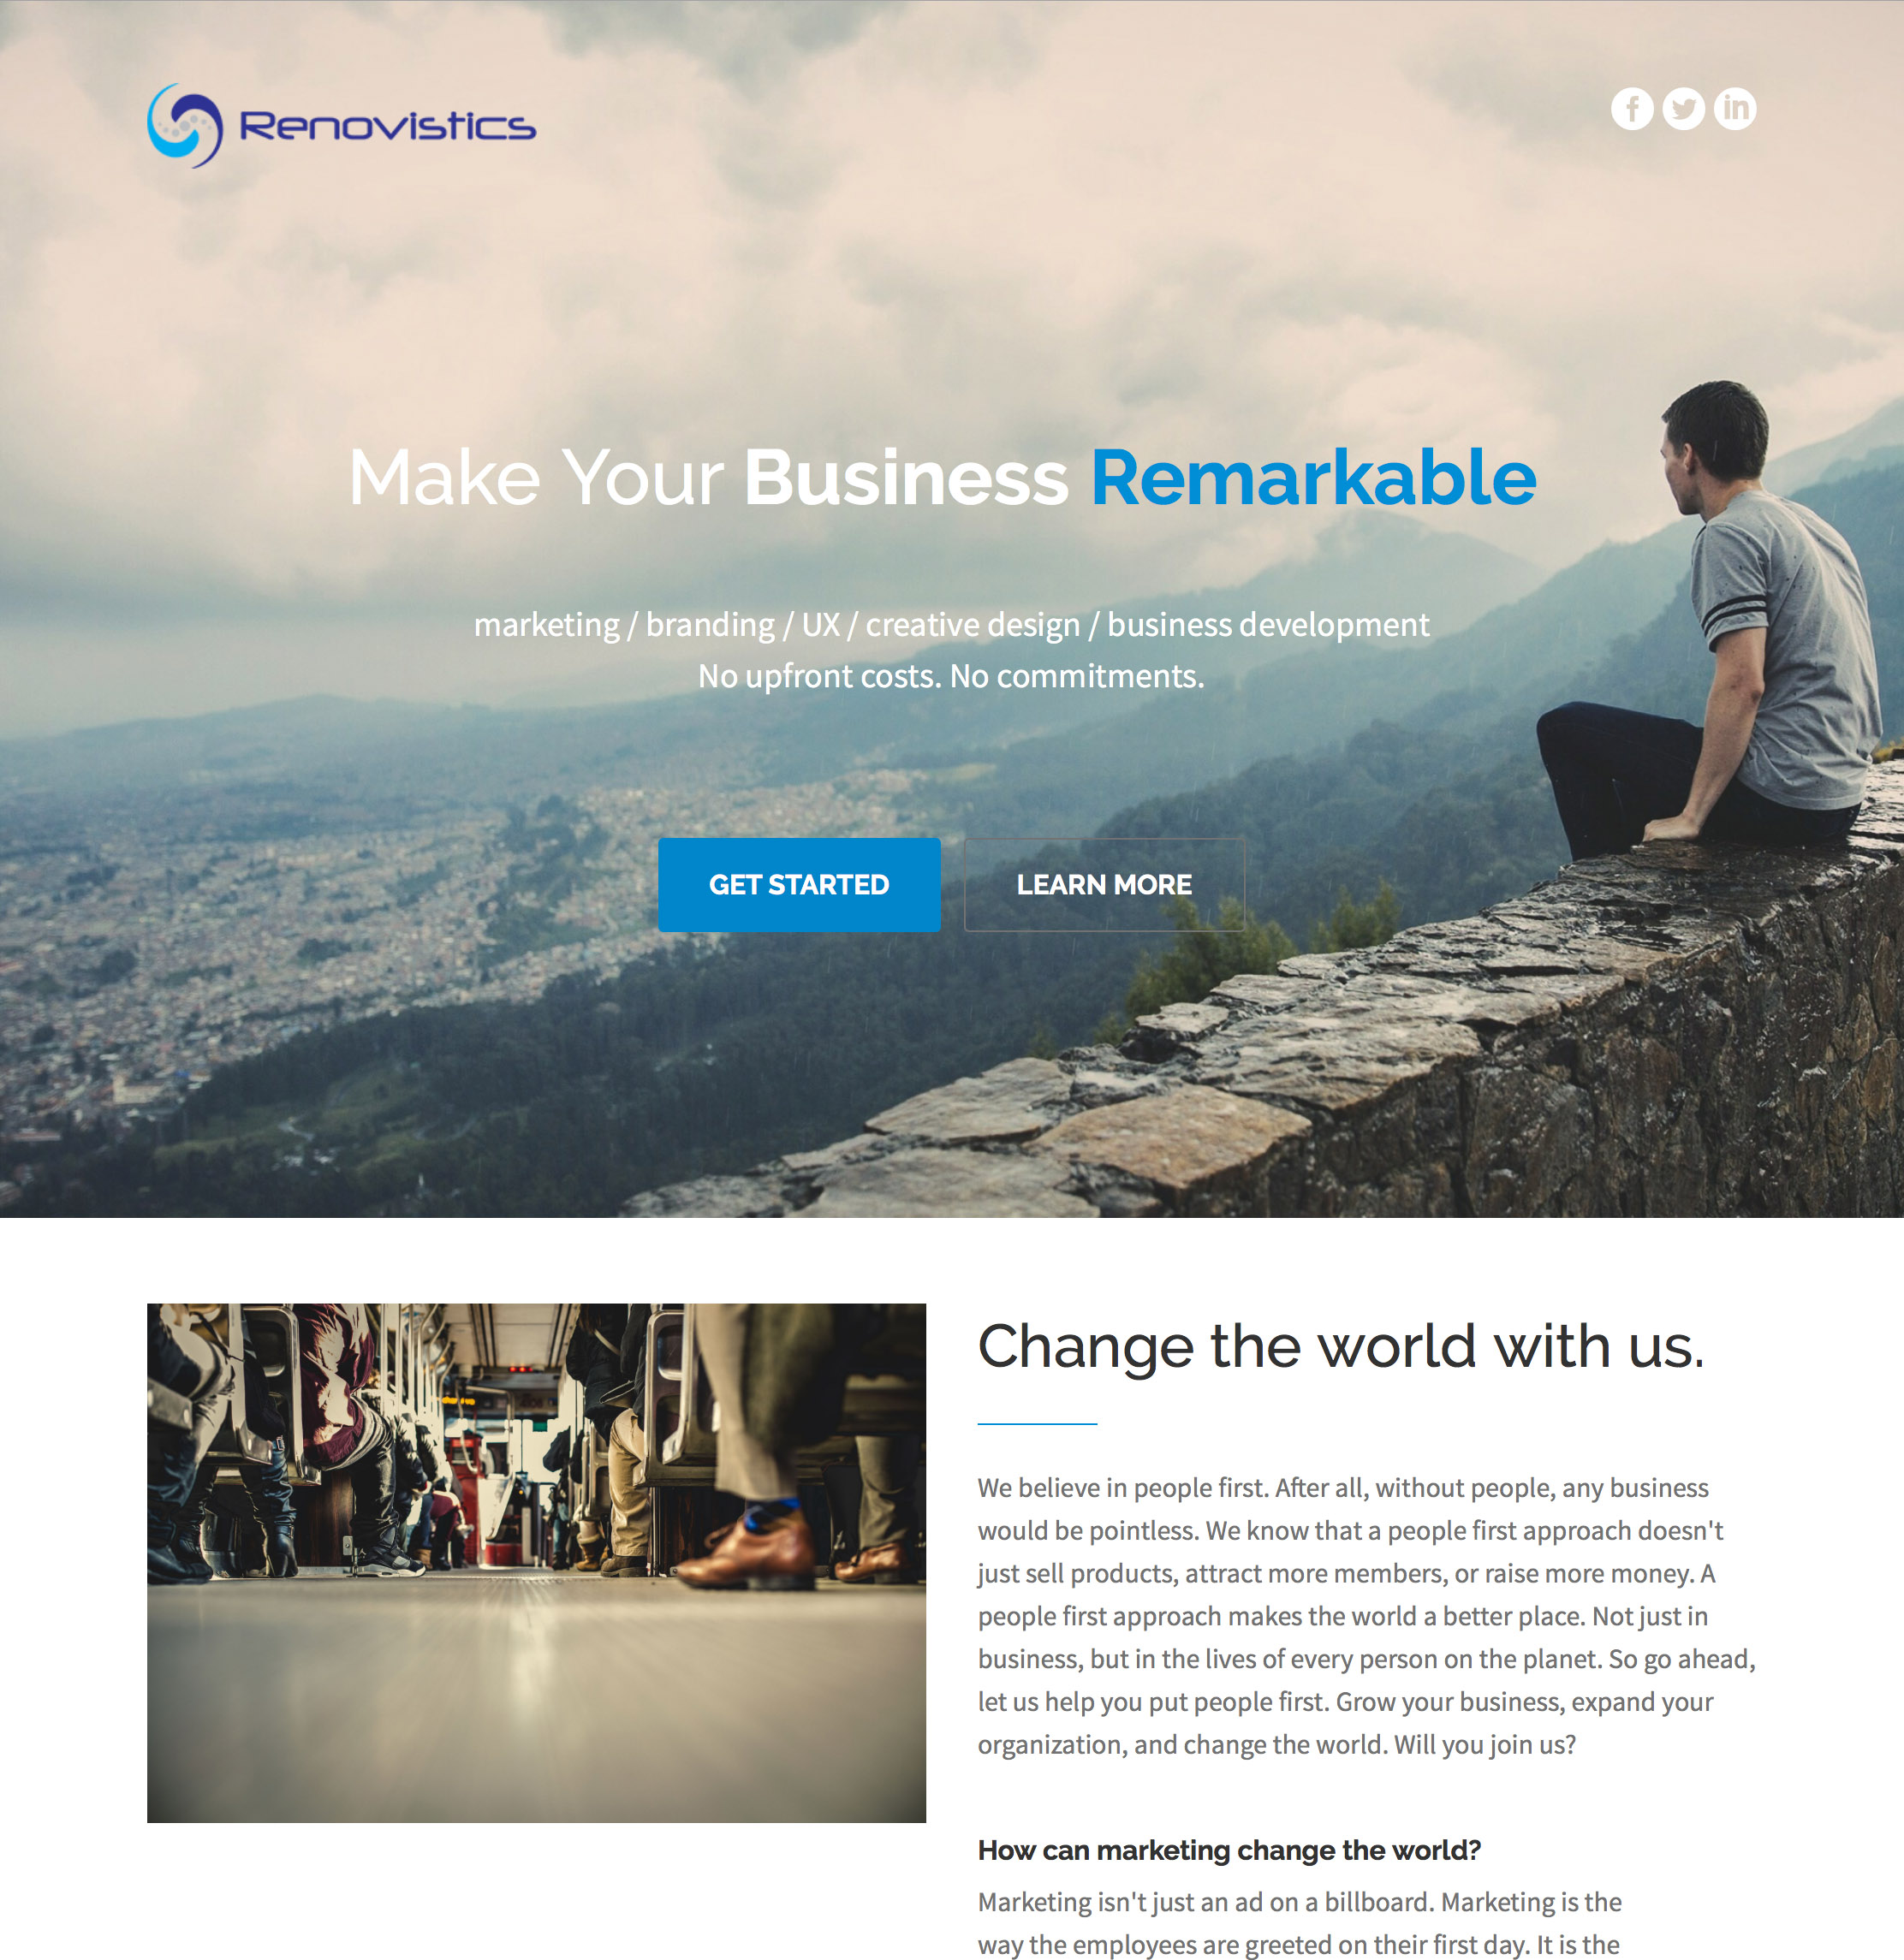 Renovistics
Make Your Business Remarkable
marketing / branding / UX / creative design / business development
No upfront costs. No commitments.
GET STARTED
LEARN MORE
Change the world with us.
We believe in people first. After all, without people, any business
would be pointless. We know that a people first approach doesn't
just sell products, attract more members, or raise more money. A
people first approach makes the world a better place. Not just in
business, but in the lives of every person on the planet. So go ahead,
let us help you put people first. Grow your business, expand your
organization, and change the world. Will you join us?
How can marketing change the world?
Marketing isn't just an ad on a billboard. Marketing is the
way the employees are greeted on their first day. It is the